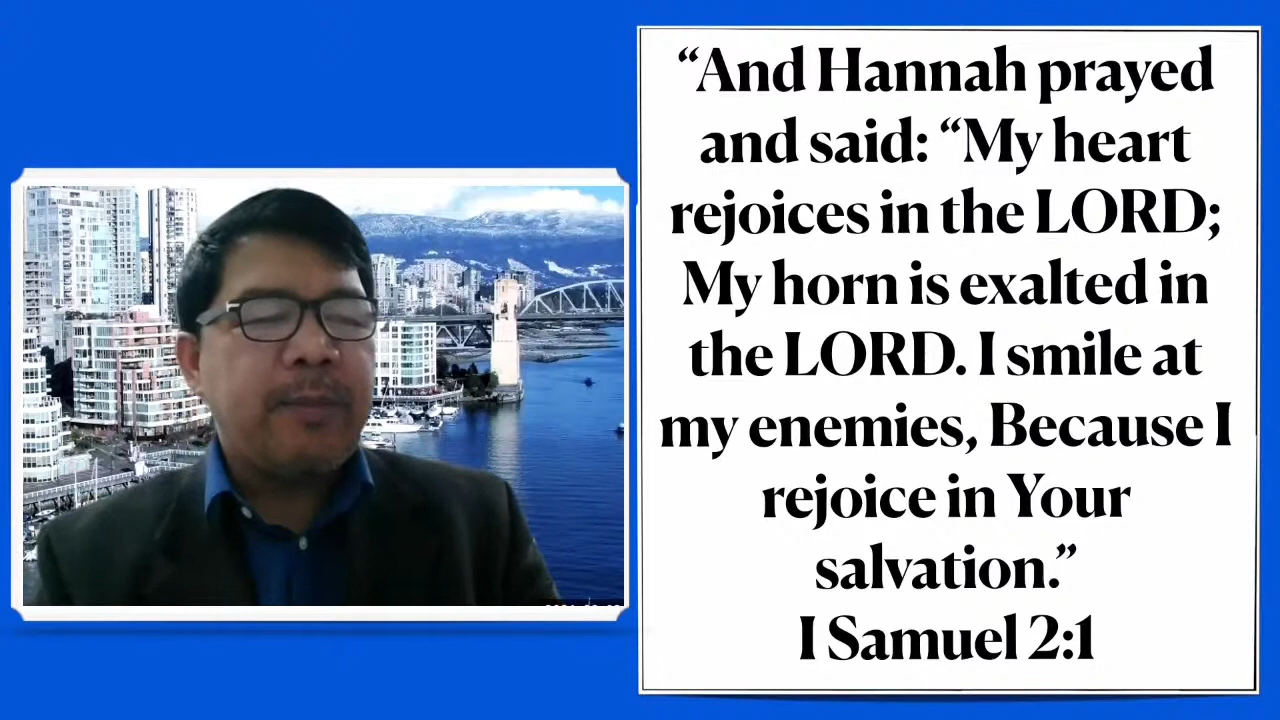 “And Hannah prayed
and said: “My heart
rejoices in the LORD;
My horn is exalted in
the LORD. I smile at
my enemies, Because I
rejoice in Your
salvation.”
I Samuel 2:1